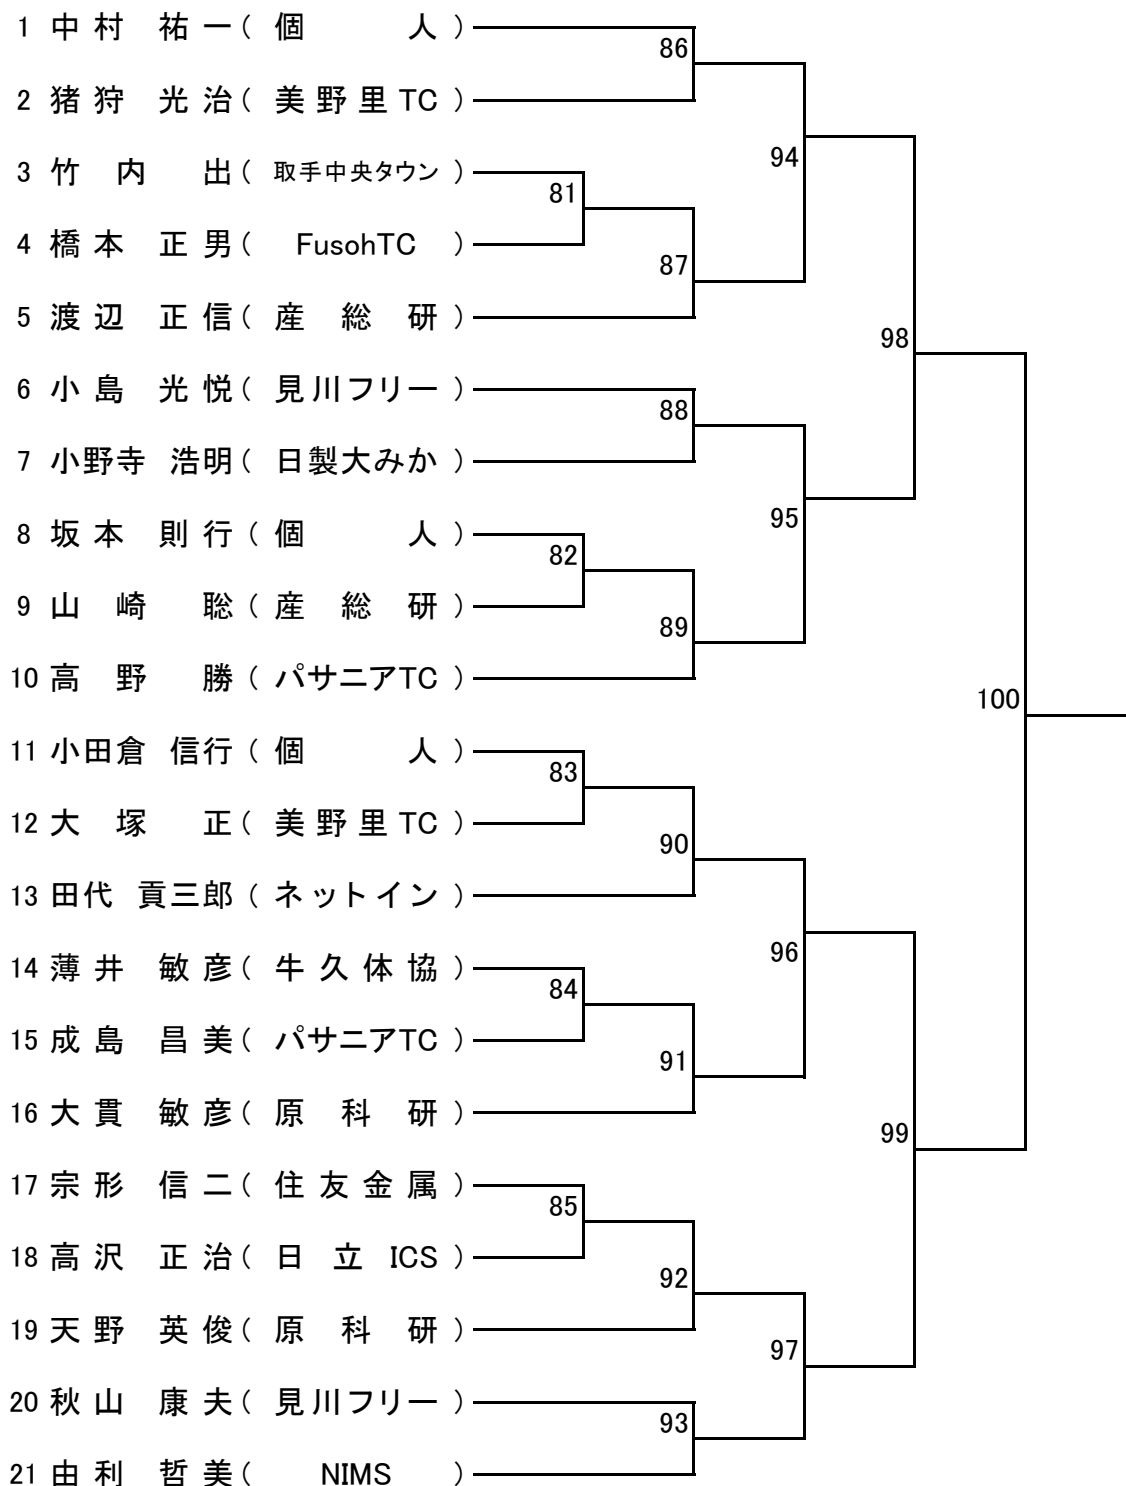 1 中村 祐一( 個 人 )
86
2 猪狩 光治( 美野里TC )
94
3 竹内 出( 取手中央タウン )
81
4 橋本 正男( FusohTC )
87
5 渡辺 正信( 産総研 )
98
6 小島 光悦( 見川フリー )
88
7 小野寺 浩明( 日製大みか )
95
8 坂本 則行( 個 人 )
82
9 山崎 聡( 産総研 )
89
10 高野 勝( パサニアTC )
100
11 小田倉 信行( 個 人 )
83
12 大塚 正( 美野里TC )
90
13 田代 貢三郎( ネットイン )
96
14 薄井 敏彦( 牛久体協 )
84
15 成島 昌美( パサニアTC )
91
16 大貫 敏彦( 原科研 )
99
17 宗形 信二( 住友金属 )
85
18 高沢 正治( 日立ICS )
92
19 天野 英俊( 原科研 )
97
20 秋山 康夫( 見川フリー )
93
21 由利 哲美( NIMS )